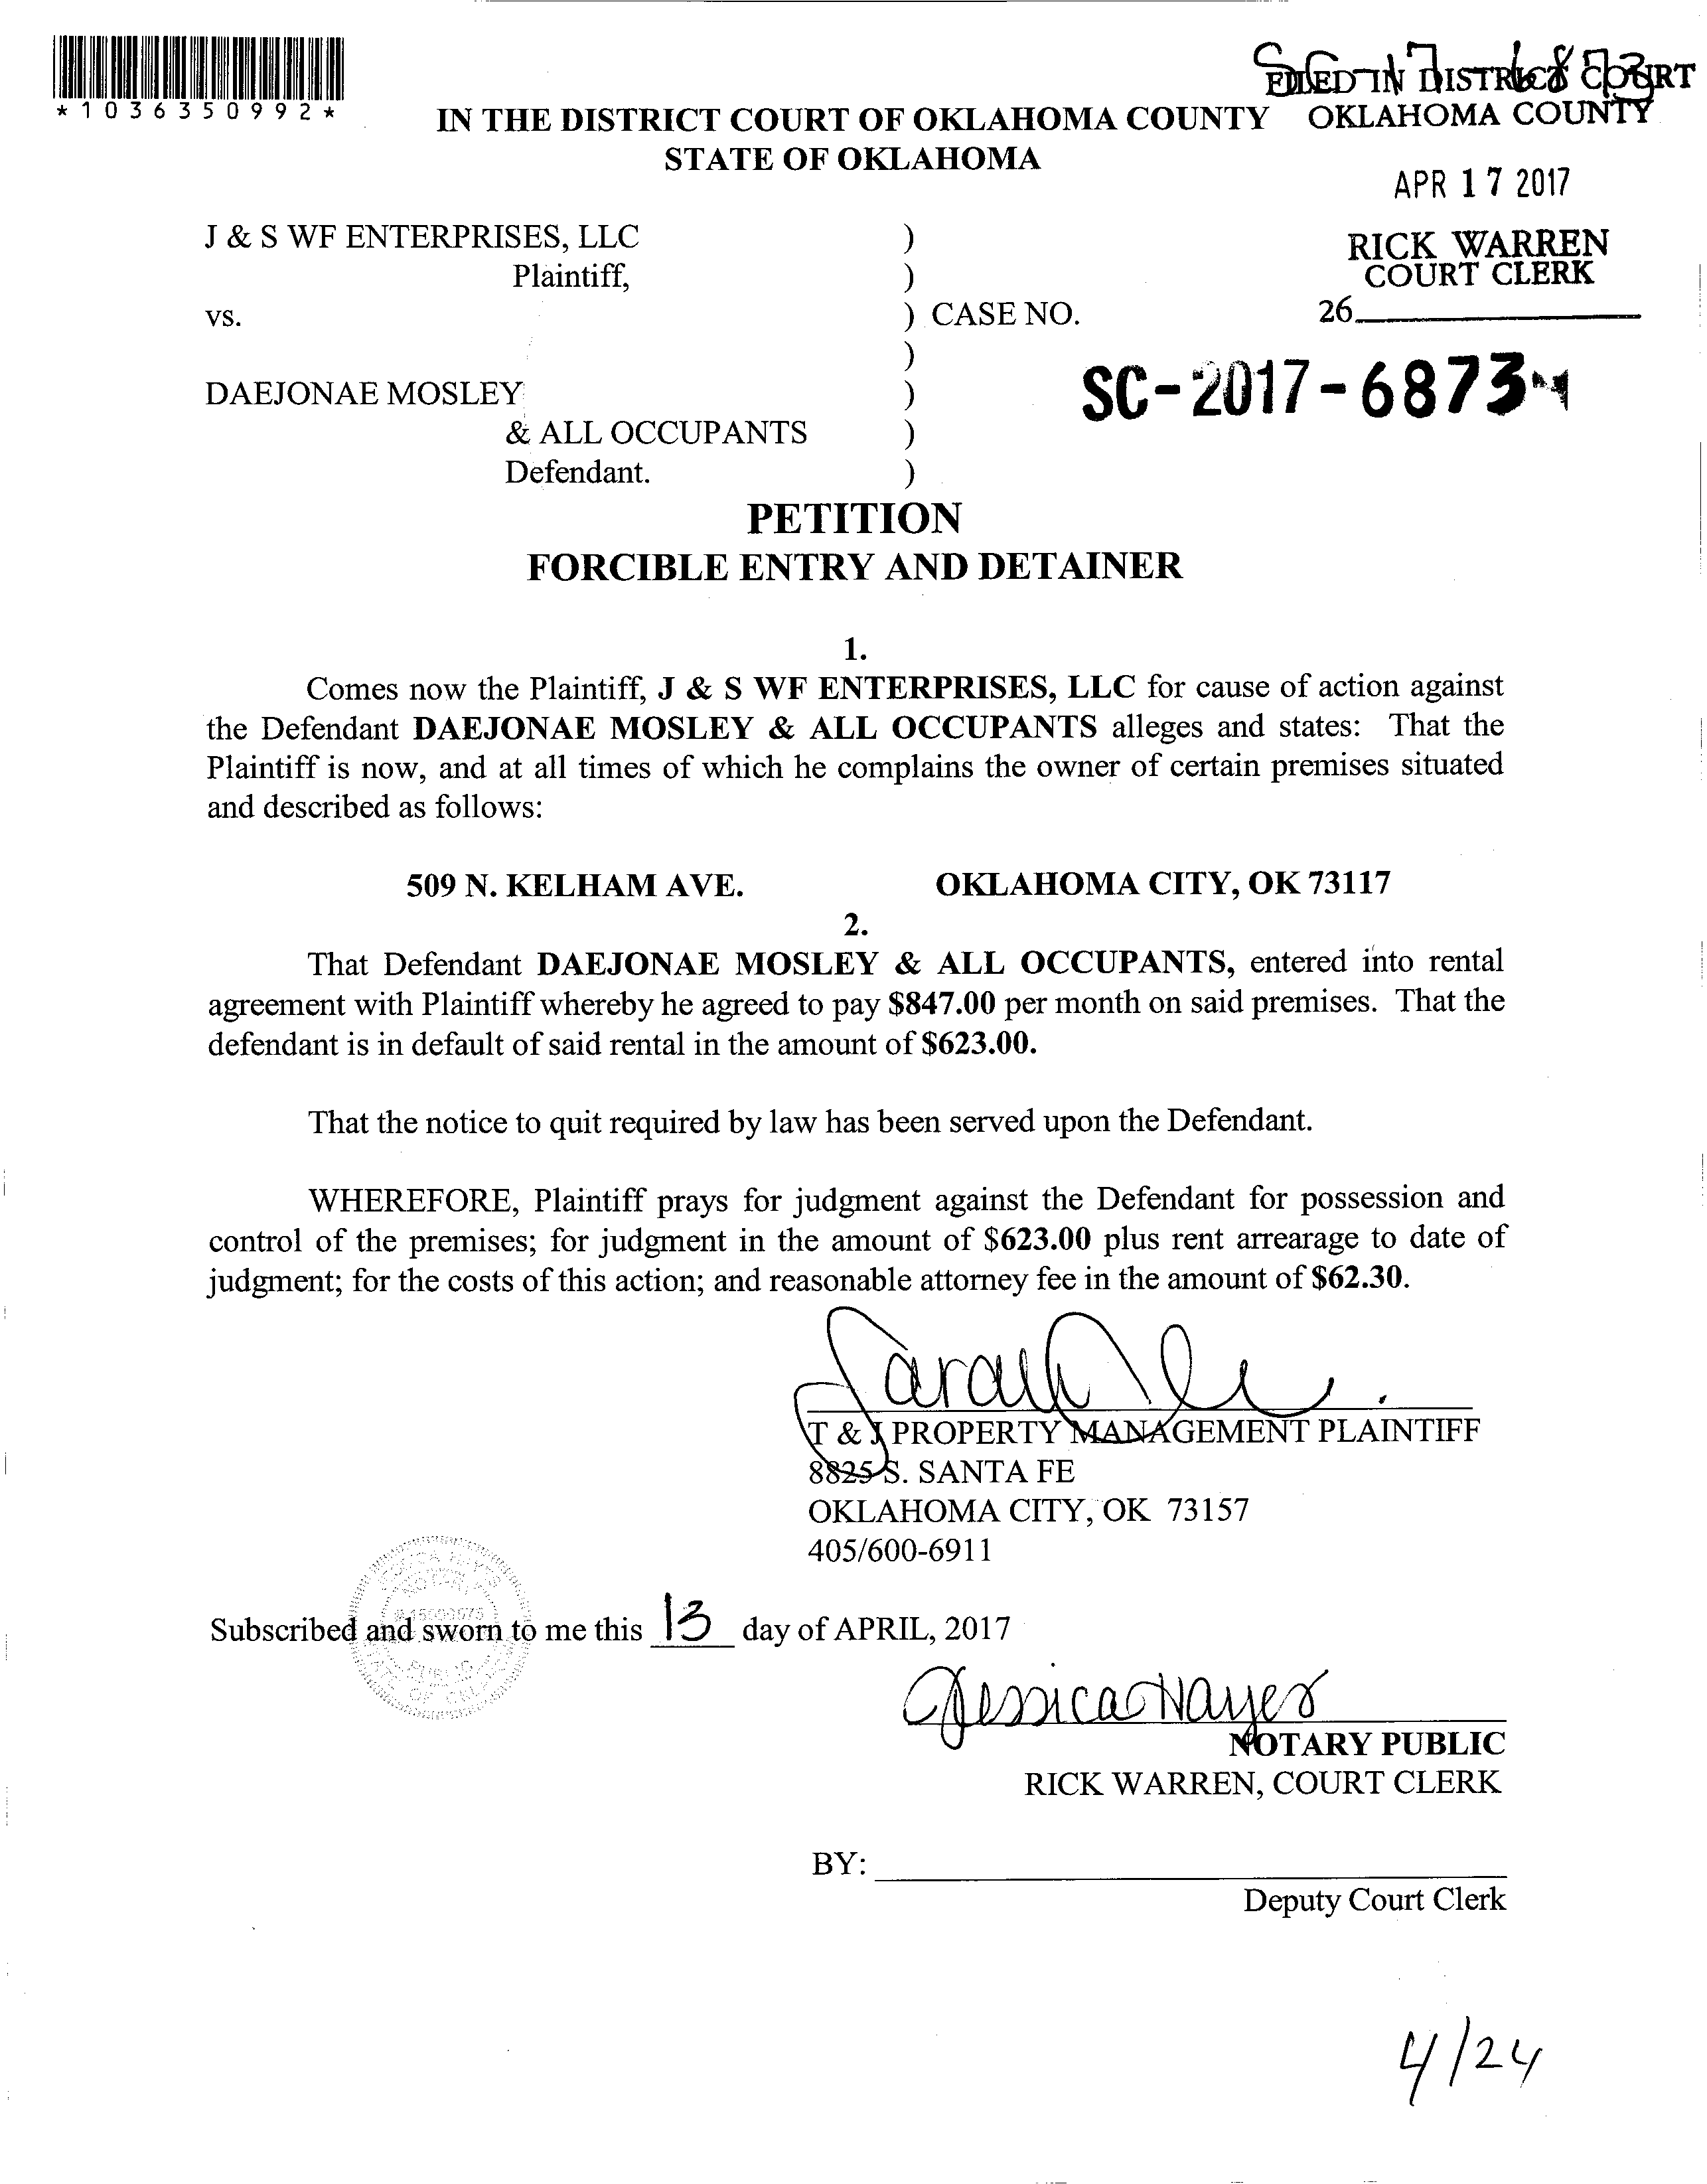 *1036350992*
SC-17-6873
FILED IN DISTRICT COURT
OKLAHOMA COUNTY
IN THE DISTRICT COURT OF OKLAHOMA COUNTY
STATE OF OKLAHOMA
APR 17 2017
RICK WARREN
COURT CLERK
26
J & S WF ENTERPRISES, LLC )
Plaintiff, )
vs. ) CASE NO.
)
SC-2017-6873
DAEJONAE MOSLEY )
& ALL OCCUPANTS )
Defendant. )
PETITION
FORCIBLE ENTRY AND DETAINER
1.
Comes now the Plaintiff, J & S WF ENTERPRISES, LLC for cause of action against
the Defendant DAEJONAE MOSLEY & ALL OCCUPANTS alleges and states: That the
Plaintiff is now, and at all times of which he complains the owner of certain premises situated
and described as follows:
509 N. KELHAM AVE. OKLAHOMA CITY, OK 73117
2.
That Defendant DAEJONAE MOSLEY & ALL OCCUPANTS, entered into rental
agreement with Plaintiff whereby he agreed to pay $847.00 per month on said premises. That the
defendant is in default of said rental in the amount of $623.00.
That the notice to quit required by law has been served upon the Defendant.
WHEREFORE, Plaintiff prays for judgment against the Defendant for possession and
control of the premises; for judgment in the amount of $623.00 plus rent arrearage to date of
judgment; for the costs of this action; and reasonable attorney fee in the amount of $62.30.
T & J PROPERTY MANAGEMENT PLAINTIFF
8825 S. SANTA FE
OKLAHOMA CITY, OK 73157
405/600-6911
Subscribed and sworn to me this 13 day of APRIL, 2017
Jessica Hayes
NOTARY PUBLIC
RICK WARREN, COURT CLERK
BY:
Deputy Court Clerk
4/24